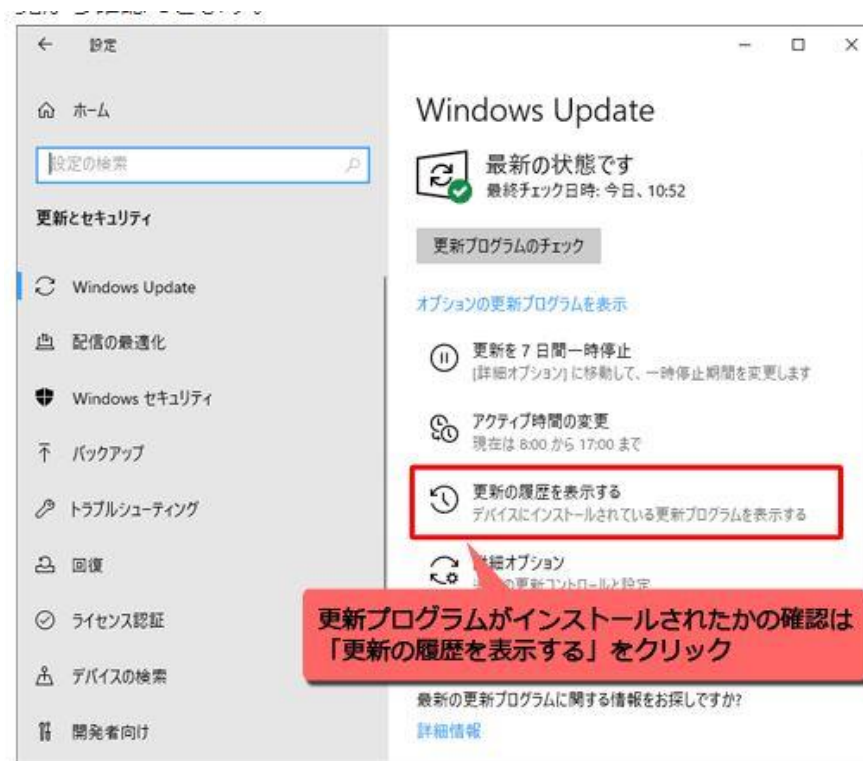 ← 設定
ホーム
設定の検索
更新とセキュリティ
Windows Update
配信の最適化
Windows セキュリティ
バックアップ
トラブルシューティング
回復
ライセンス認証
デバイスの検索
開発者向け
Windows Update
最新の状態です
最終チェック日時: 今日、10:52
更新プログラムのチェック
オプションの更新プログラムを表示
更新を 7 日間一時停止
[詳細オプション] に移動して、一時停止期間を変更します
アクティブ時間の変更
現在は 8:00 から 17:00 まで
更新の履歴を表示する
デバイスにインストールされている更新プログラムを表示する
細オプション
の更新コントロールと設定
更新プログラムがインストールされたかの確認は
「更新の履歴を表示する」をクリック
最新の更新プログラムに関する情報をお探しですか?
詳細情報